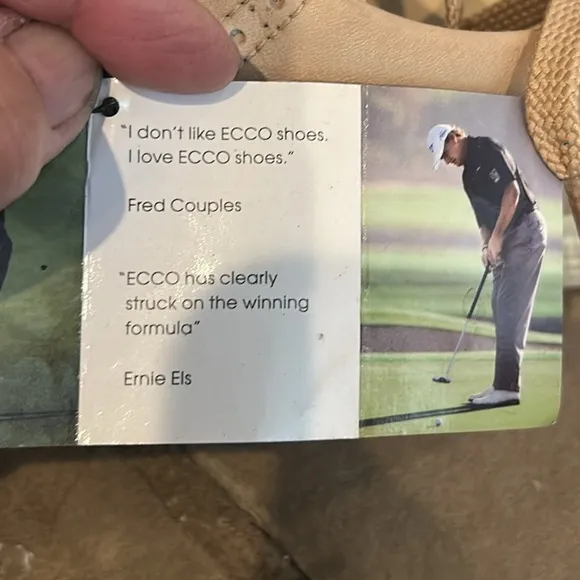 "I don't like ECCO shoes.
I love ECCO shoes."
Fred Couples
"ECCO has clearly
struck on the winning
formula"
Ernie Els